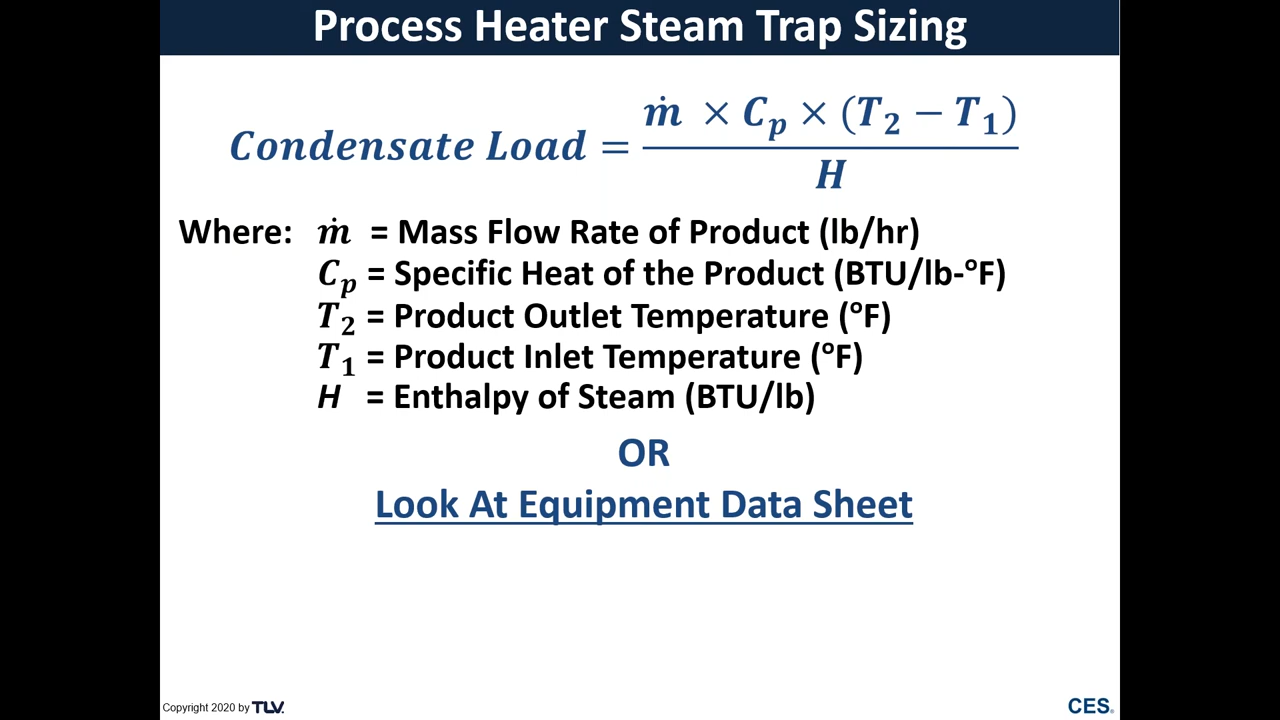 Process Heater Steam Trap Sizing
Condensate Load = ṁ × Cₚ × (T₂ − T₁) / H
Where: ṁ = Mass Flow Rate of Product (lb/hr)
Cₚ = Specific Heat of the Product (BTU/lb-°F)
T₂ = Product Outlet Temperature (°F)
T₁ = Product Inlet Temperature (°F)
H = Enthalpy of Steam (BTU/lb)
OR
Look At Equipment Data Sheet
Copyright 2020 by TLV.
CES®